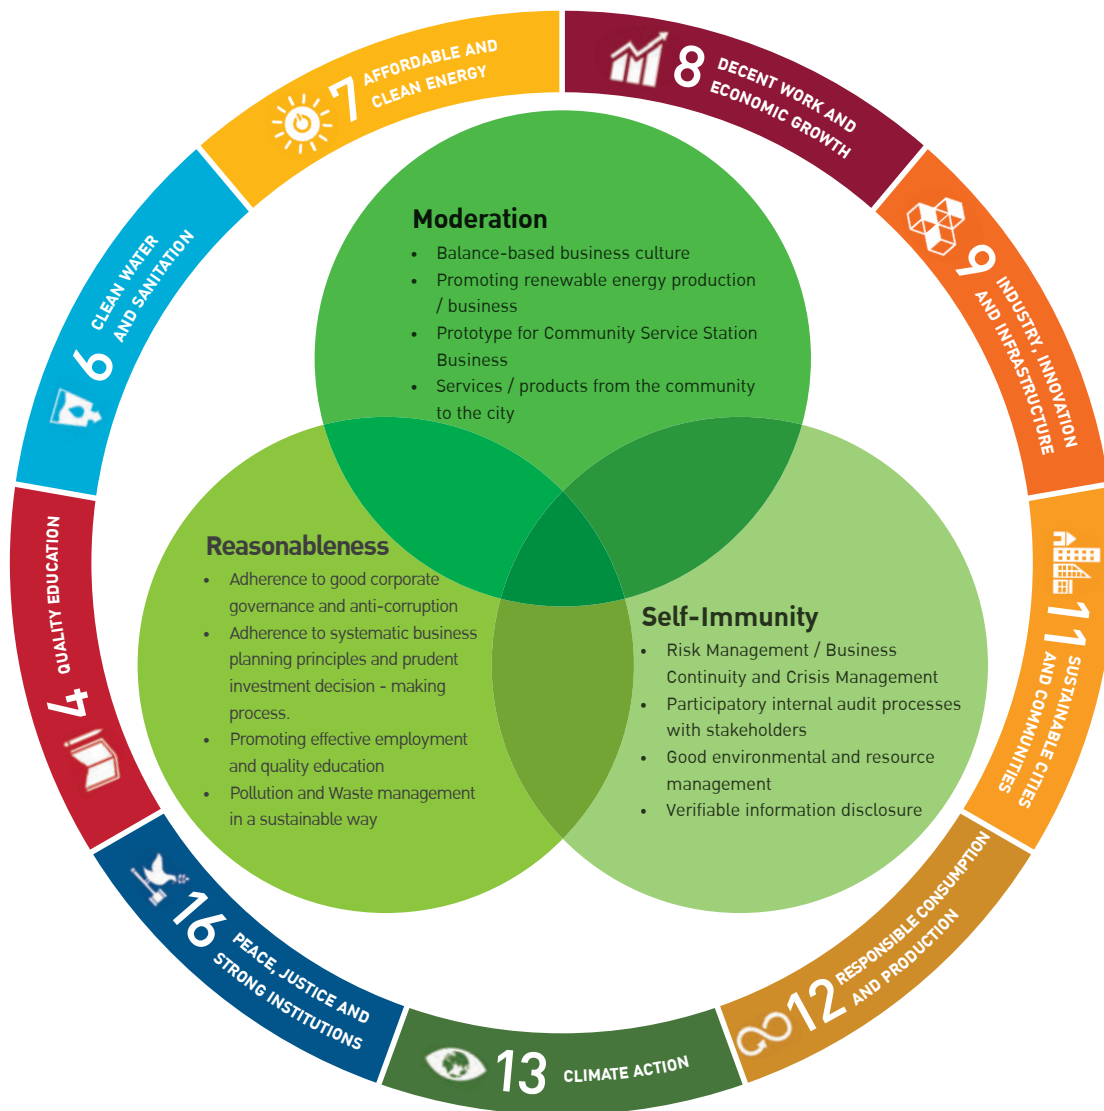 7 AFFORDABLE AND
CLEAN ENERGY
8 DECENT WORK AND
ECONOMIC GROWTH
9 INDUSTRY, INNOVATION
AND INFRASTRUCTURE
11 SUSTAINABLE CITIES
AND COMMUNITIES
12 RESPONSIBLE CONSUMPTION
AND PRODUCTION
13 CLIMATE ACTION
16 PEACE, JUSTICE AND
STRONG INSTITUTIONS
4 QUALITY EDUCATION
6 CLEAN WATER
AND SANITATION
Moderation
• Balance-based business culture
• Promoting renewable energy production
/ business
• Prototype for Community Service Station
Business
• Services / products from the community
to the city
Reasonableness
• Adherence to good corporate
governance and anti-corruption
• Adherence to systematic business
planning principles and prudent
investment decision - making
process.
• Promoting effective employment
and quality education
• Pollution and Waste management
in a sustainable way
Self-Immunity
• Risk Management / Business
Continuity and Crisis Management
• Participatory internal audit processes
with stakeholders
• Good environmental and resource
management
• Verifiable information disclosure